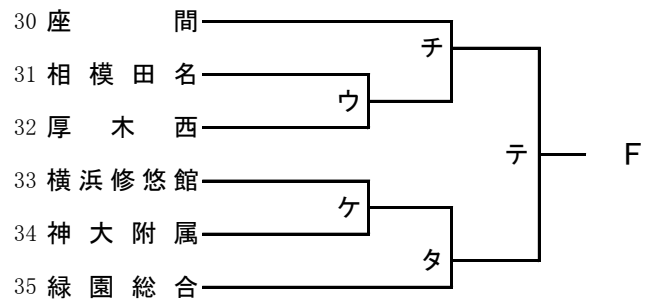 30 座間
チ
31 相模田名
ウ
32 厚木西
テ F
33 横浜修悠館
ケ
34 神大附属
タ
35 緑園総合